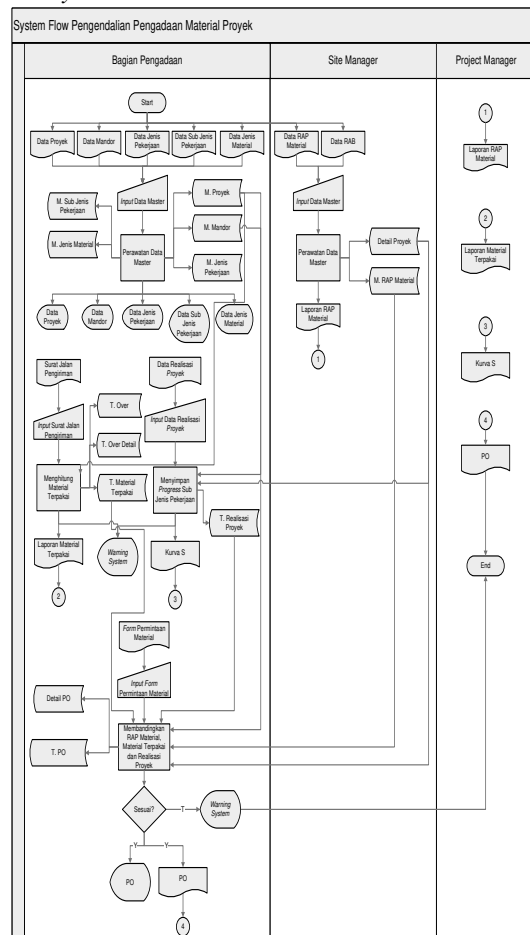 System Flow Pengendalian Pengadaan Material Proyek
Bagian Pengadaan
Site Manager
Project Manager
Start
Data Proyek
Data Mandor
Data Jenis
Pekerjaan
Data Sub Jenis
Pekerjaan
Data Jenis
Material
Data RAP
Material
Data RAB
1
Laporan RAP
Material
Input Data Master
Input Data Master
M. Sub Jenis
Pekerjaan
M. Jenis Material
Perawatan Data
Master
M. Proyek
M. Mandor
M. Jenis
Pekerjaan
Perawatan Data
Master
Detail Proyek
M. RAP Material
2
Laporan Material
Terpakai
Data
Proyek
Data
Mandor
Data Jenis
Pekerjaan
Data Sub
Jenis
Pekerjaan
Data Jenis
Material
Laporan RAP
Material
1
3
Kurva S
Surat Jalan
Pengiriman
Data Realisasi
Proyek
Input Surat Jalan
Pengiriman
T. Over
Input Data Realisasi
Proyek
T. Over Detail
4
PO
Menghitung
Material
Terpakai
T. Material
Terpakai
Menyimpan
Progress Sub
Jenis Pekerjaan
T. Realisasi
Proyek
Laporan Material
Terpakai
Warning
System
Kurva S
End
2
3
Form Permintaan
Material
Input Form
Permintaan Material
Detail PO
T. PO
Membandingkan
RAP Material,
Material Terpakai
dan Realisasi
Proyek
Sesuai?
T
Warning
System
Y
Y
PO
PO
4